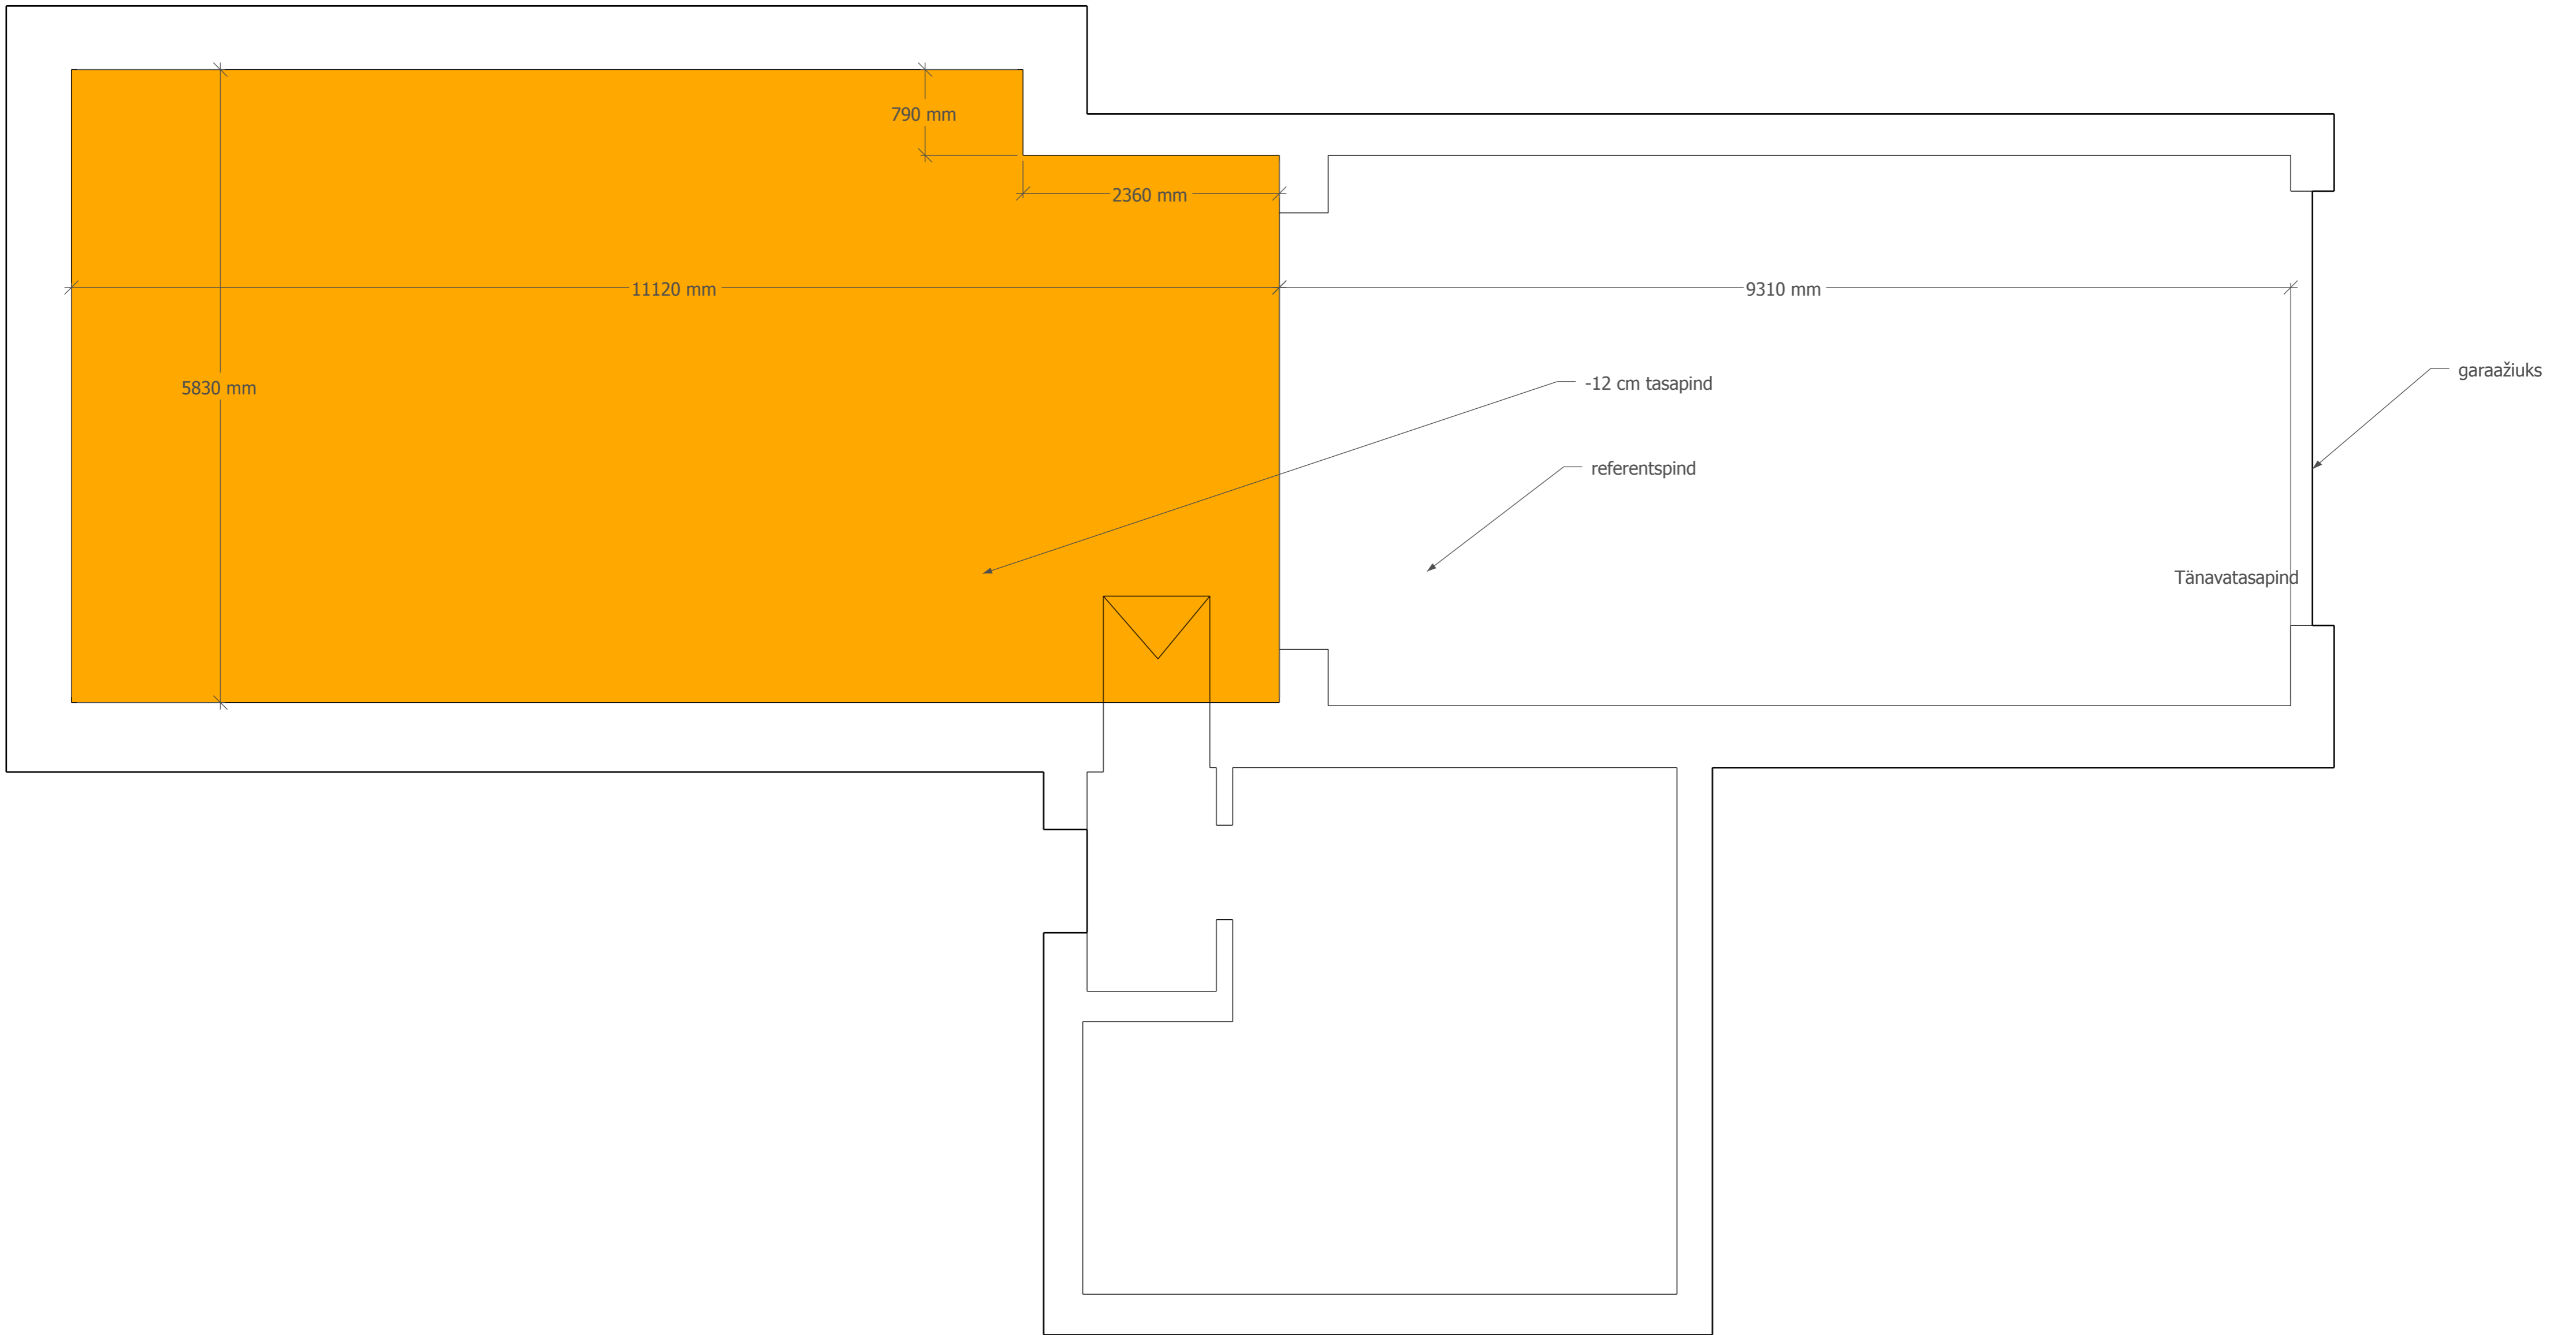 790 mm
2360 mm
11120 mm
9310 mm
5830 mm
-12 cm tasapind
garaažiuks
referentspind
Tänavatasapind